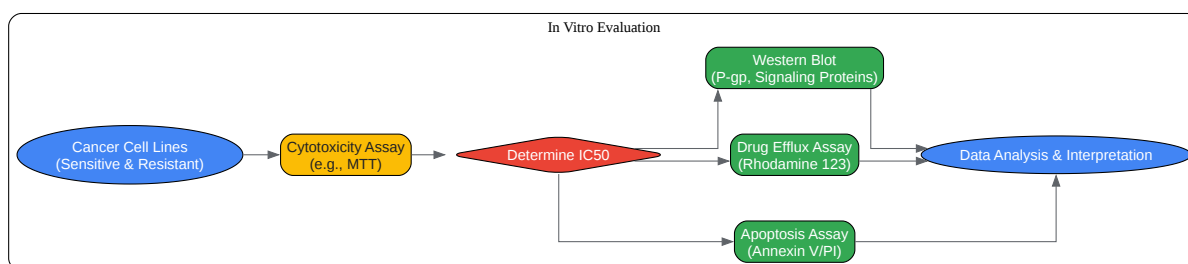 In Vitro Evaluation
Cancer Cell Lines
(Sensitive & Resistant)
Cytotoxicity Assay
(e.g., MTT)
Determine IC50
Western Blot
(P-gp, Signaling Proteins)
Drug Efflux Assay
(Rhodamine 123)
Apoptosis Assay
(Annexin V/PI)
Data Analysis & Interpretation